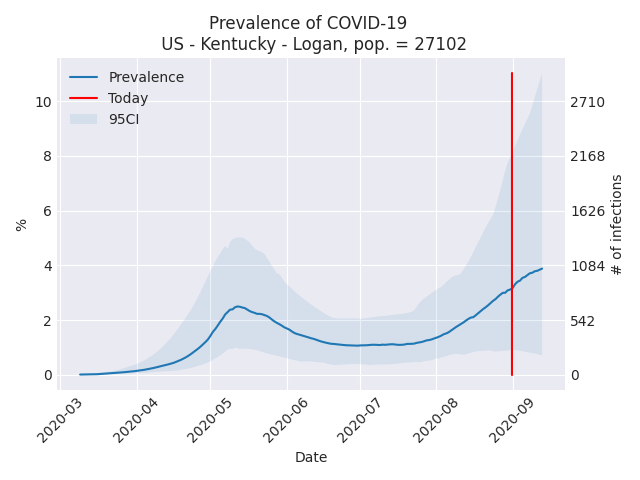 Prevalence of COVID-19
US - Kentucky - Logan, pop. = 27102
Prevalence
Today
95CI
10
8
6
4
2
0
%
2710
2168
1626
1084
542
0
# of infections
2020-03
2020-04
2020-05
2020-06
2020-07
2020-08
2020-09
Date